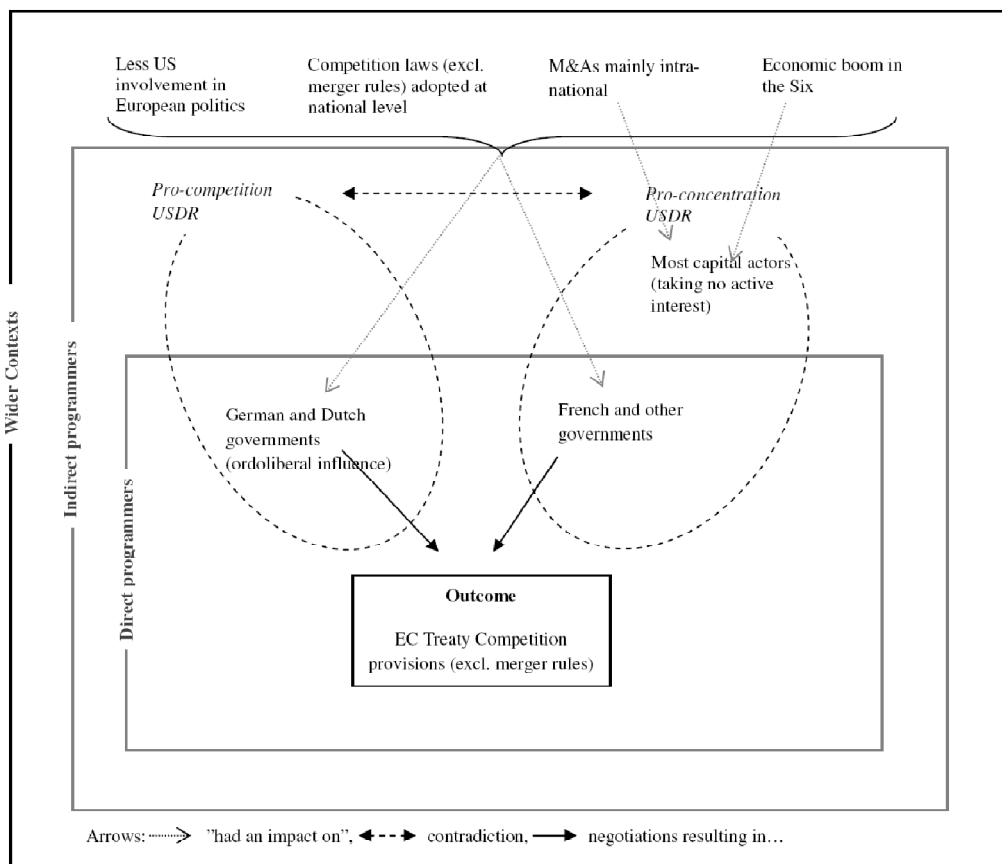 Less US
involvement in
European politics
Competition laws (excl.
merger rules) adopted at
national level
M&As mainly intra-
national
Economic boom in
the Six
Pro-competition
USDR
Pro-concentration
USDR
Most capital actors
(taking no active
interest)
German and Dutch
governments
(ordoliberal influence)
French and other
governments
Outcome
EC Treaty Competition
provisions (excl. merger rules)
Wider Contexts
Indirect programmers
Direct programmers
Arrows: "had an impact on", contradiction, negotiations resulting in…